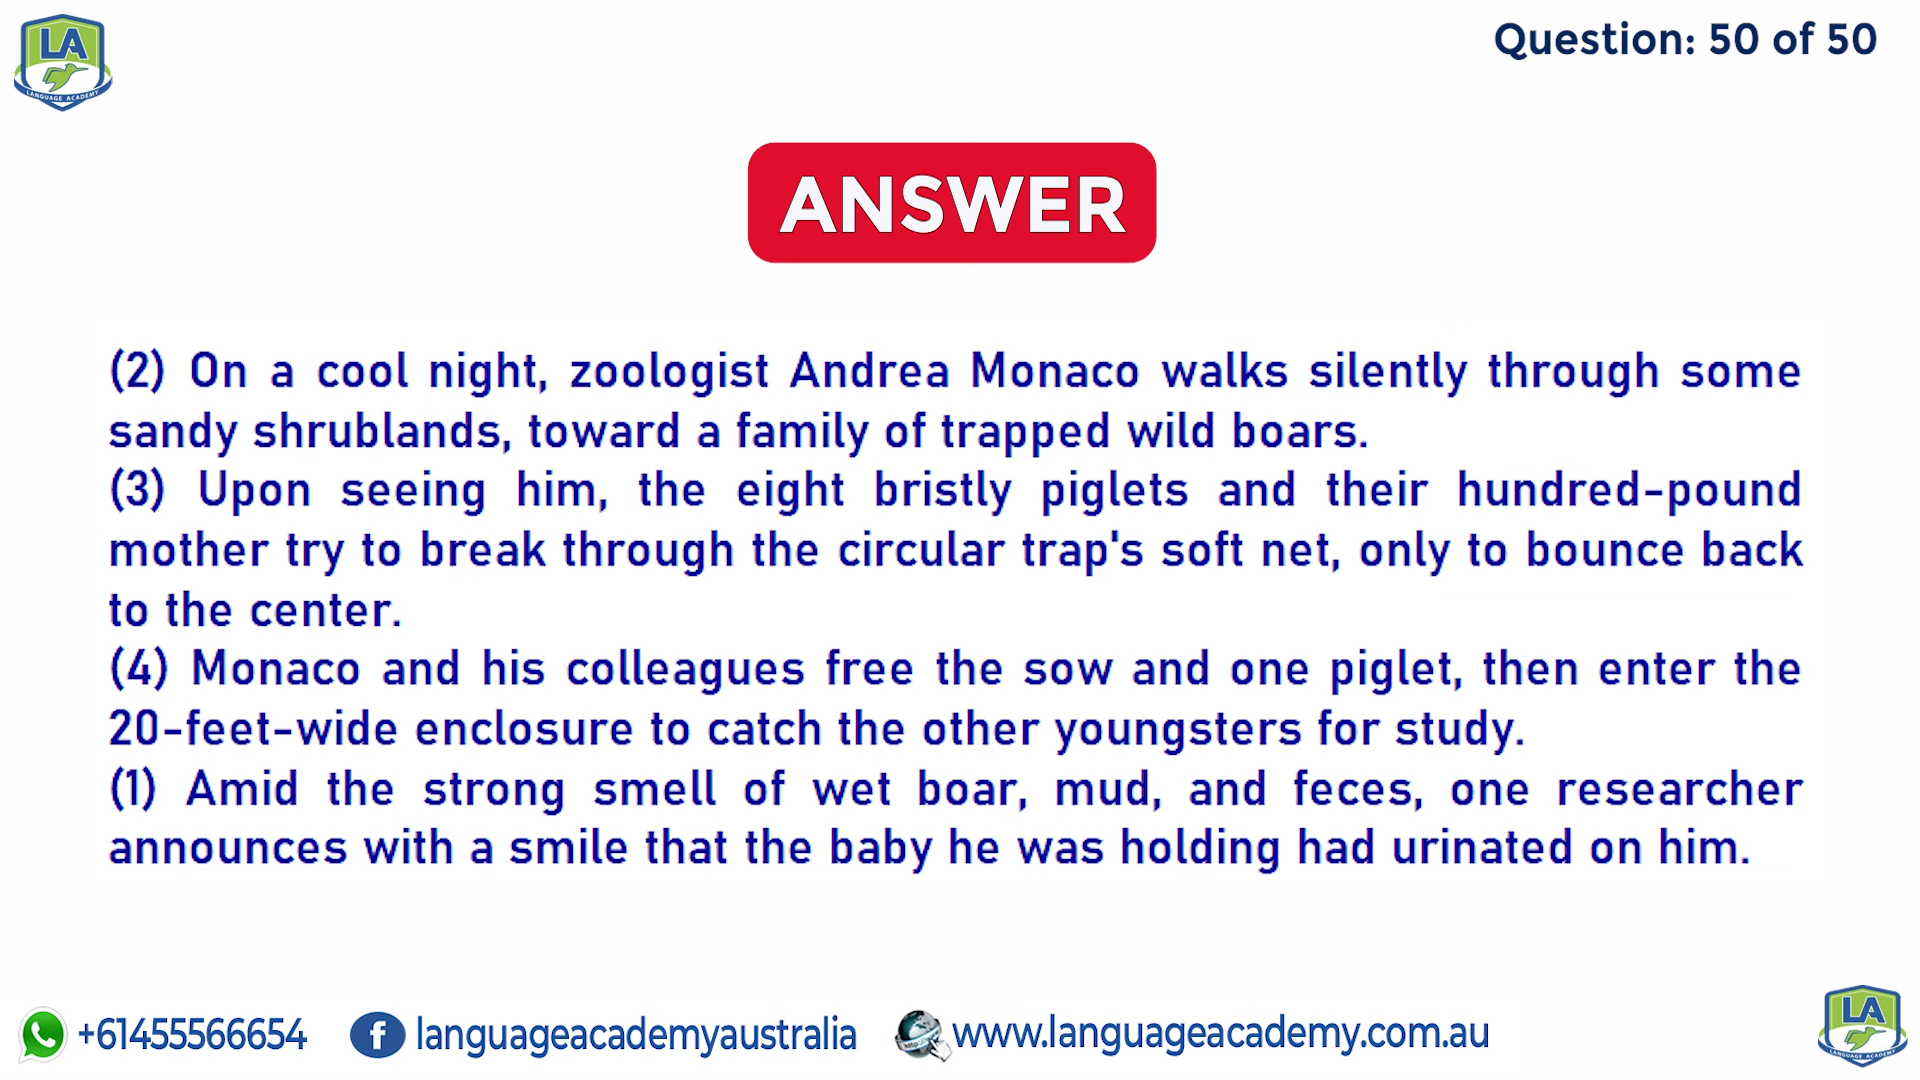 LA
LANGUAGE ACADEMY
Question: 50 of 50
ANSWER
(2) On a cool night, zoologist Andrea Monaco walks silently through some
sandy shrublands, toward a family of trapped wild boars.
(3) Upon seeing him, the eight bristly piglets and their hundred-pound
mother try to break through the circular trap's soft net, only to bounce back
to the center.
(4) Monaco and his colleagues free the sow and one piglet, then enter the
20-feet-wide enclosure to catch the other youngsters for study.
(1) Amid the strong smell of wet boar, mud, and feces, one researcher
announces with a smile that the baby he was holding had urinated on him.
+61455566654
f
languageacademyaustralia
http://
www.languageacademy.com.au
LA
LANGUAGE ACADEMY